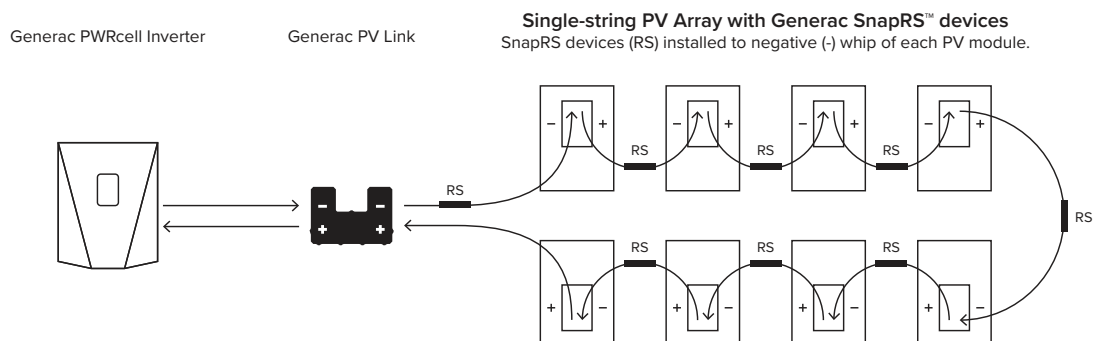 Single-string PV Array with Generac SnapRS™ devices
Generac PWRcell Inverter
Generac PV Link
SnapRS devices (RS) installed to negative (-) whip of each PV module.
− + − + − + − +
RS RS RS
RS
− −
+ +
RS
RS RS RS
+ − + − + − + −